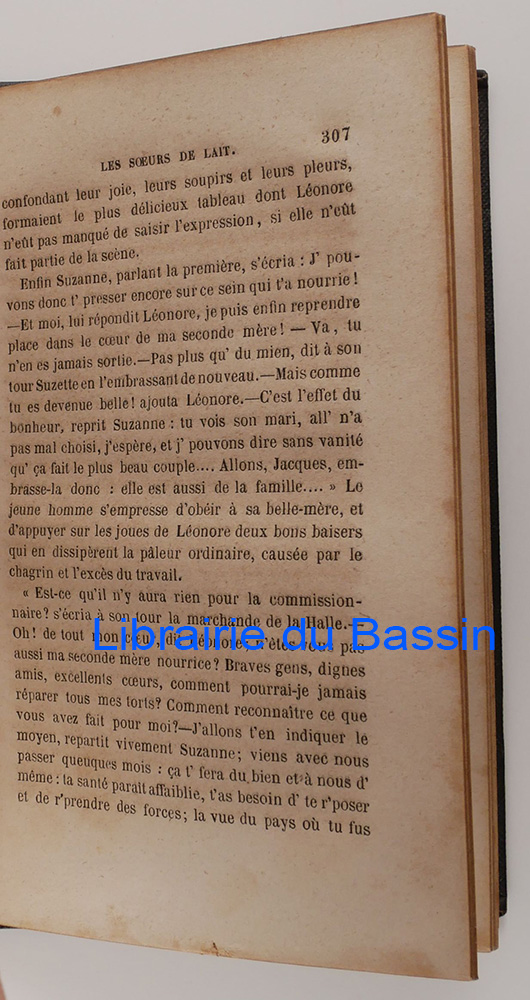 307
LES SŒURS DE LAIT.
confondant leur joie, leurs soupirs et leurs pleurs,
formaient le plus délicieux tableau dont Léonore
n'eût pas manqué de saisir l'expression, si elle n'eût
fait partie de la scène.
Enfin Suzanne, parlant la première, s'écria : J' pou-
vons donc t' presser encore sur ce sein qui t'a nourrie !
—Et moi, lui répondit Léonore, je puis enfin reprendre
place dans le cœur de ma seconde mère ! — Va, tu
n'en es jamais sortie.—Pas plus qu' du mien, dit à son
tour Suzette en l'embrassant de nouveau.—Mais comme
tu es devenue belle ! ajouta Léonore.—C'est l'effet du
bonheur, reprit Suzanne : tu vois son mari, all' n'a
pas mal choisi, j'espère, et j' pouvons dire sans vanité
qu' ça fait le plus beau couple.... Allons, Jacques, em-
brasse-la donc : elle est aussi de la famille.... » Le
jeune homme s'empresse d'obéir à sa belle-mère, et
d'appuyer sur les joues de Léonore deux bons baisers
qui en dissipèrent la pâleur ordinaire, causée par le
chagrin et l'excès du travail.
« Est-ce qu'il n'y aura rien pour la commission-
naire ? s'écria à son tour la marchande de la Halle.—
Oh ! de tout mon cœur, dit Léonore; n'êtes-vous pas
aussi ma seconde mère nourrice ? Braves gens, dignes
amis, excellents cœurs, comment pourrai-je jamais
réparer tous mes torts? Comment reconnaître ce que
vous avez fait pour moi?—J'allons t'en indiquer le
moyen, repartit vivement Suzanne; viens avec nous
passer queuques mois : ça t' fera du bien et à nous d'
même : ta santé paraît affaiblie, t'as besoin d' te r'poser
et de r'prendre des forces; la vue du pays où tu fus
Librairie du Bassin